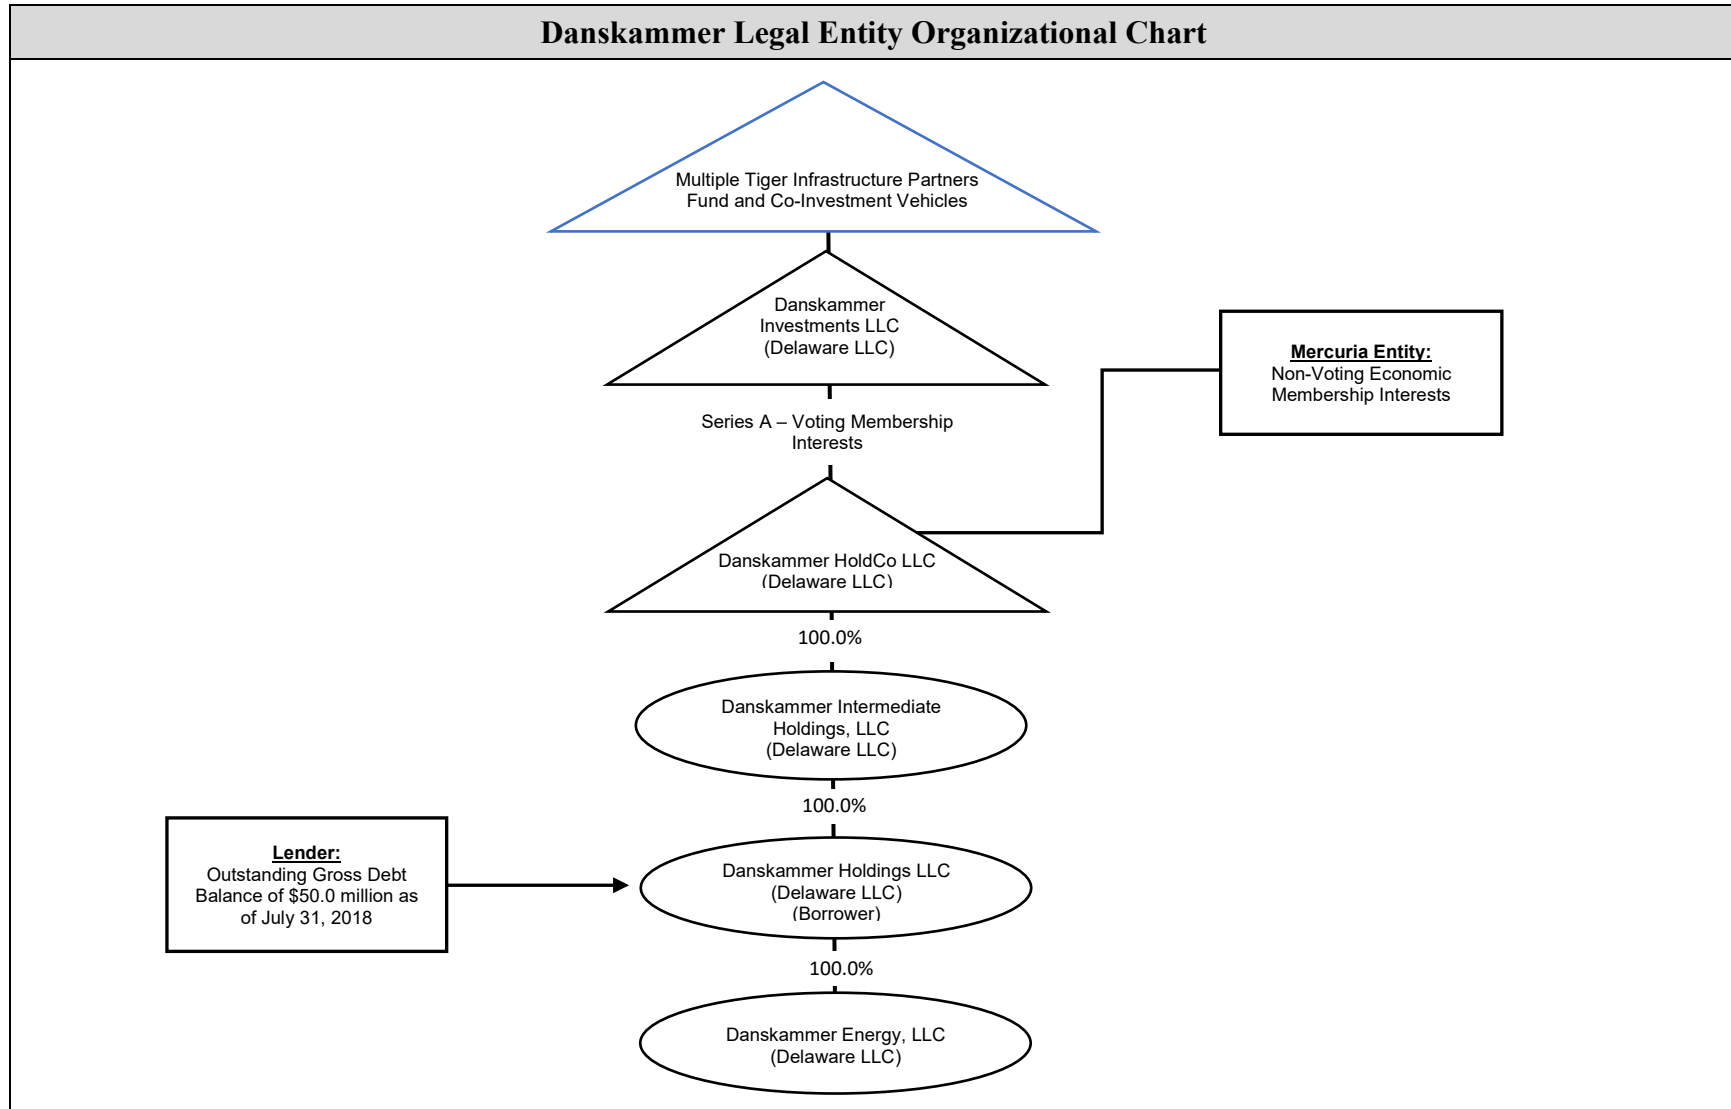 Danskammer Legal Entity Organizational Chart
Multiple Tiger Infrastructure Partners
Fund and Co-Investment Vehicles
Danskammer
Investments LLC
(Delaware LLC)
Mercuria Entity:
Non-Voting Economic
Membership Interests
Series A – Voting Membership
Interests
Danskammer HoldCo LLC
(Delaware LLC)
100.0%
Danskammer Intermediate
Holdings, LLC
(Delaware LLC)
100.0%
Lender:
Outstanding Gross Debt
Balance of $50.0 million as
of July 31, 2018
Danskammer Holdings LLC
(Delaware LLC)
(Borrower)
100.0%
Danskammer Energy, LLC
(Delaware LLC)